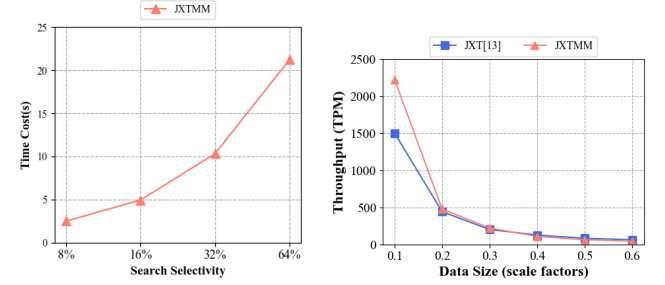 JXTMM
25
20
15
10
5
0
Time Cost(s)
8% 16% 32% 64%
Search Selectivity
JXT[13] JXTMM
2500
2000
1500
1000
500
0
Throughput (TPM)
0.1 0.2 0.3 0.4 0.5 0.6
Data Size (scale factors)